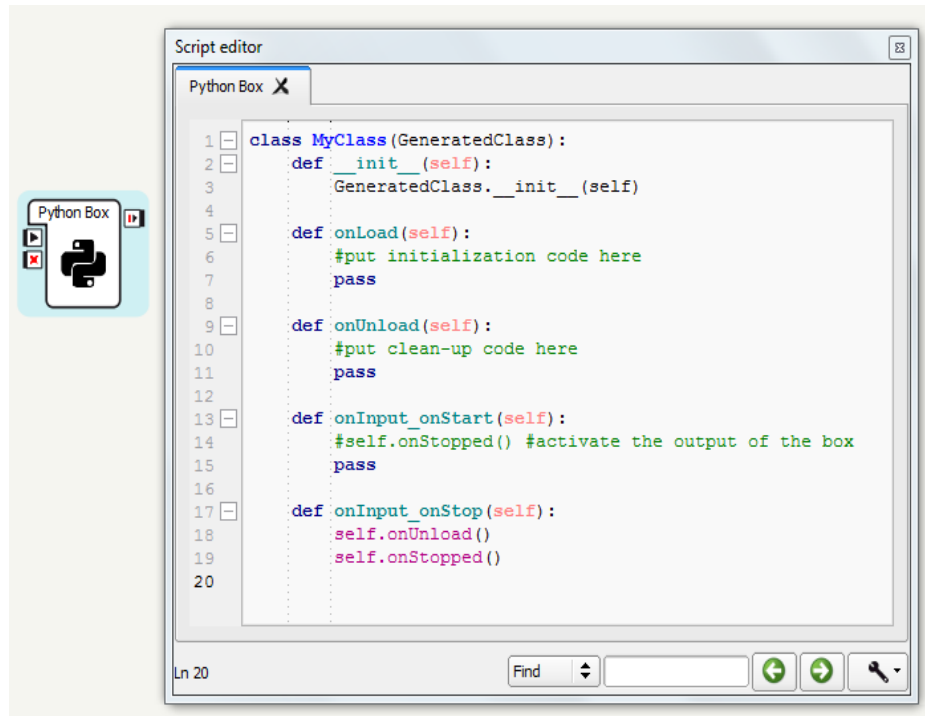 Script editor
Python Box
Python Box
1 class MyClass(GeneratedClass):
2     def __init__(self):
3         GeneratedClass.__init__(self)
4
5     def onLoad(self):
6         #put initialization code here
7         pass
8
9     def onUnload(self):
10         #put clean-up code here
11         pass
12
13     def onInput_onStart(self):
14         #self.onStopped() #activate the output of the box
15         pass
16
17     def onInput_onStop(self):
18         self.onUnload()
19         self.onStopped()
20
Ln 20
Find